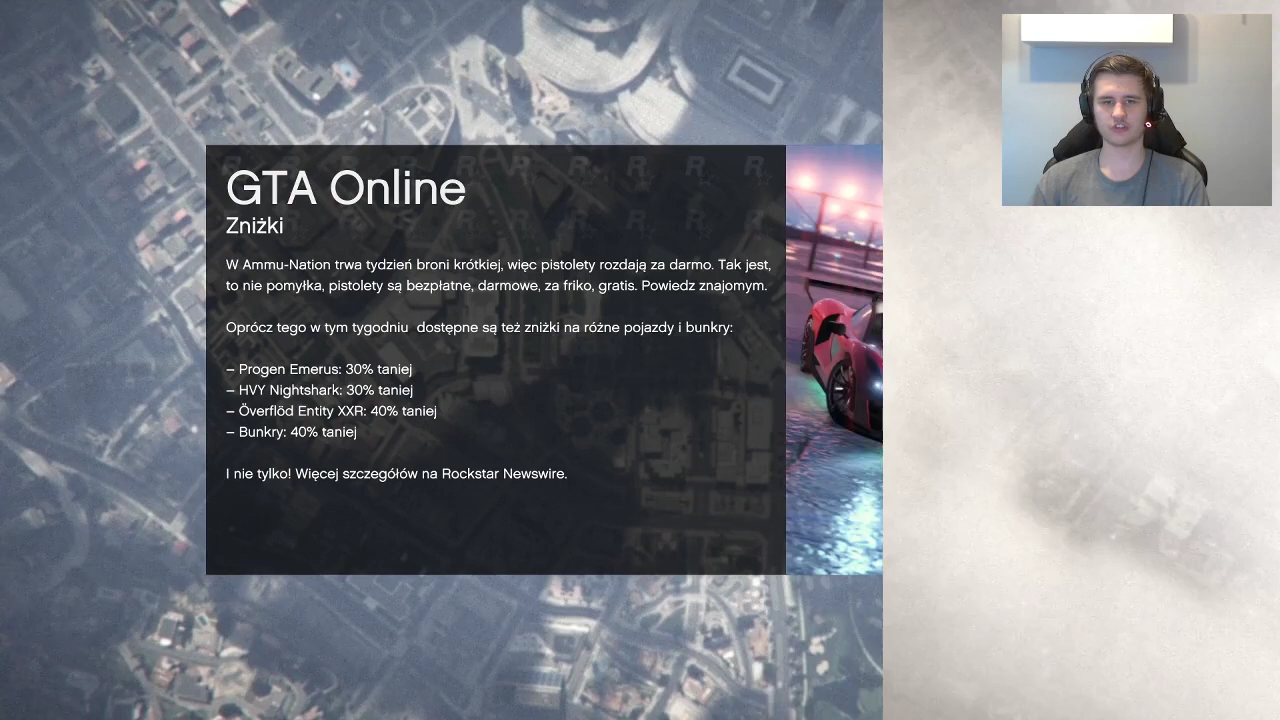 GTA Online
Zniżki
W Ammu-Nation trwa tydzień broni krótkiej, więc pistolety rozdają za darmo. Tak jest,
to nie pomyłka, pistolety są bezpłatne, darmowe, za friko, gratis. Powiedz znajomym.
Oprócz tego w tym tygodniu  dostępne są też zniżki na różne pojazdy i bunkry:
– Progen Emerus: 30% taniej
– HVY Nightshark: 30% taniej
– Överflöd Entity XXR: 40% taniej
– Bunkry: 40% taniej
I nie tylko! Więcej szczegółów na Rockstar Newswire.